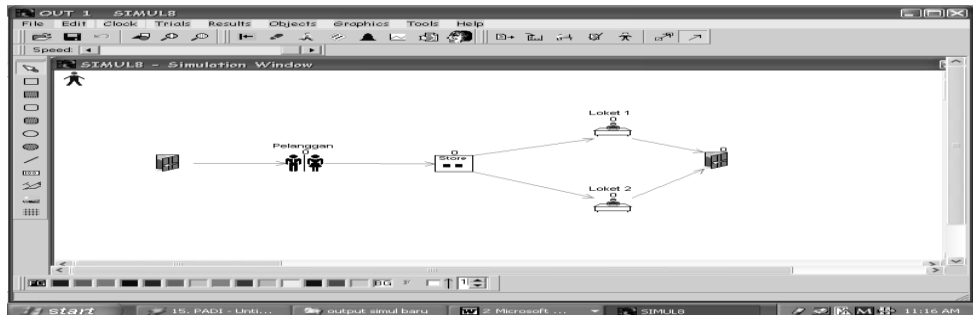 OUT 1 SIMUL8
File Edit Clock Trials Results Objects Graphics Tools Help
Speed:
SIMUL8 - Simulation Window
Loket 1
0
Pelanggan
0
0
Store
0
Loket 2
0
BG
1
start 15. PADI - Unti... output simul baru 2 Microsoft ... SIMUL8 11:16 AM